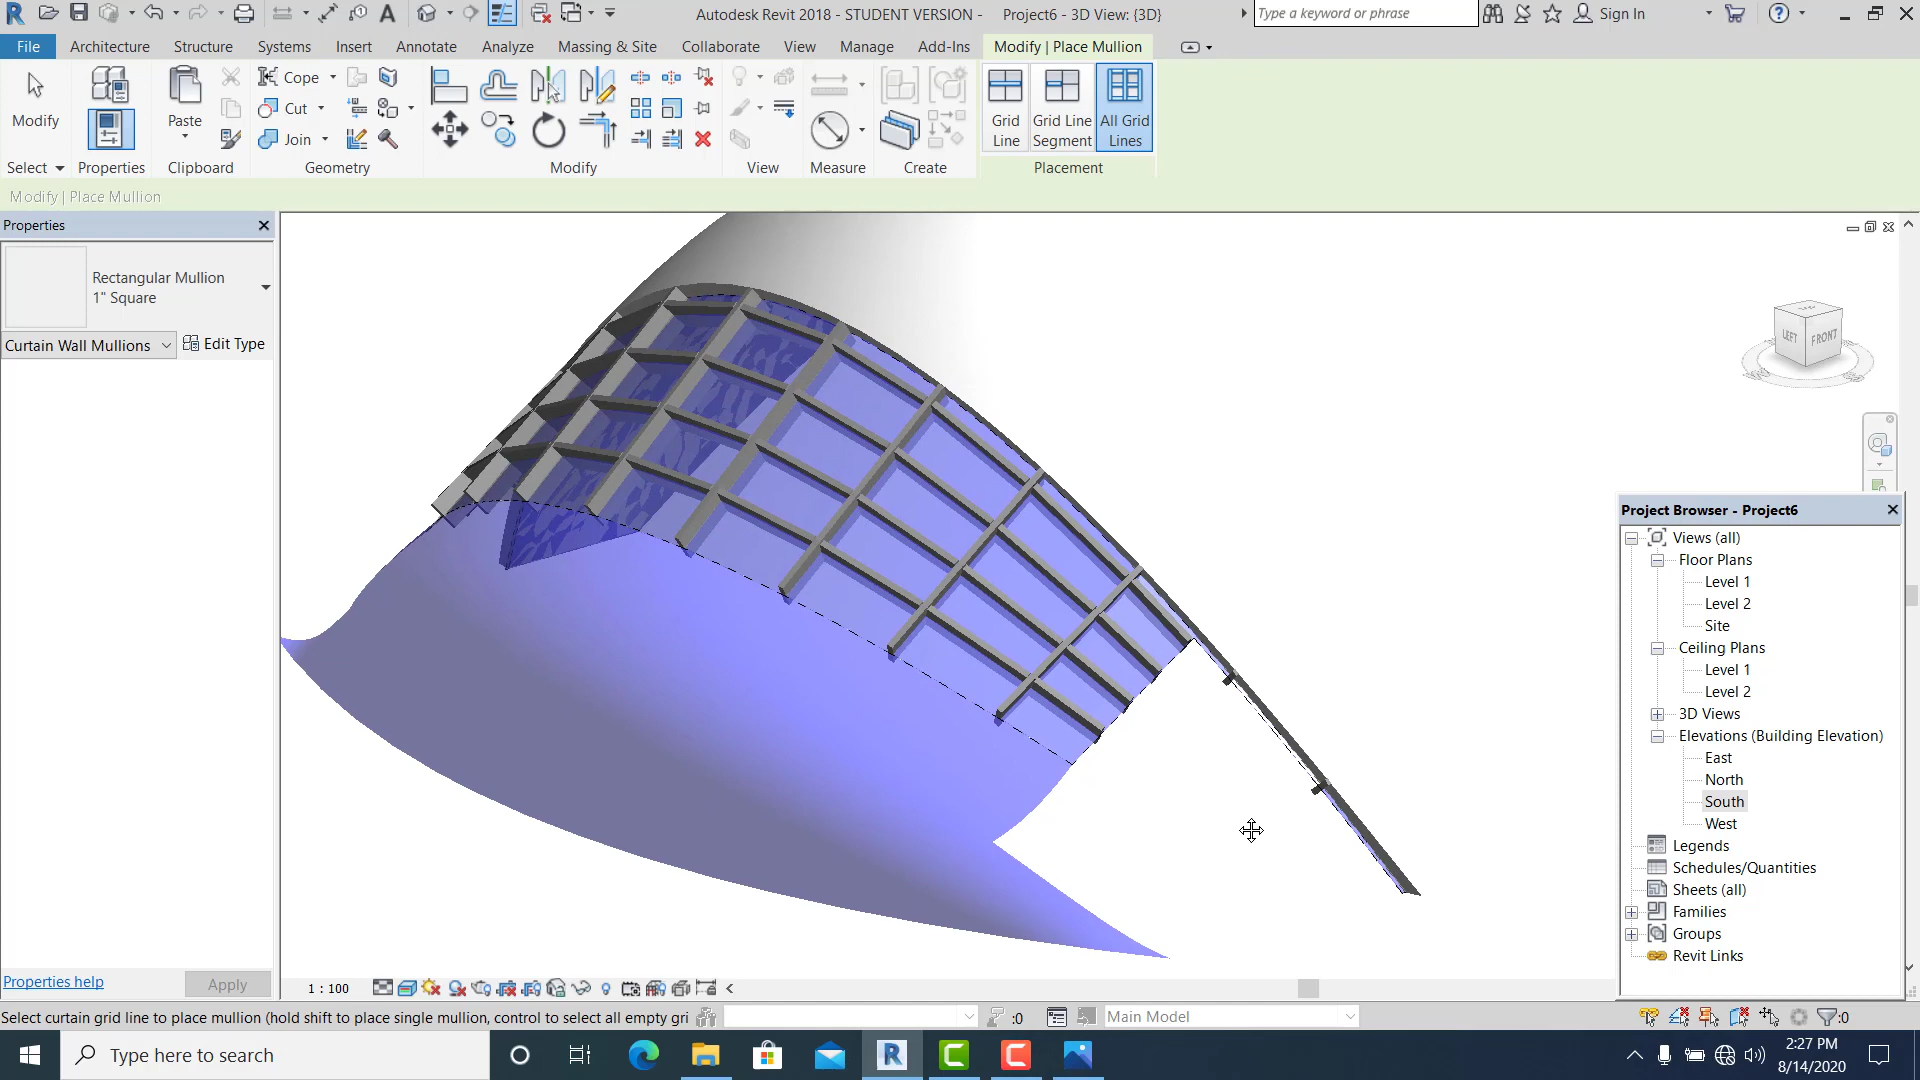 Autodesk Revit 2018 - STUDENT VERSION - Project6 - 3D View: {3D}
Type a keyword or phrase
Sign In
File Architecture Structure Systems Insert Annotate Analyze Massing & Site Collaborate View Manage Add-Ins Modify | Place Mullion
Modify
Paste
Cope
Cut
Join
Grid Line
Grid Line Segment
All Grid Lines
Select Properties Clipboard Geometry Modify View Measure Create Placement
Modify | Place Mullion
Properties
Rectangular Mullion
1" Square
Curtain Wall Mullions
Edit Type
Properties help
Apply
LEFT
FRONT
Project Browser - Project6
Views (all)
Floor Plans
Level 1
Level 2
Site
Ceiling Plans
Level 1
Level 2
3D Views
Elevations (Building Elevation)
East
North
South
West
Legends
Schedules/Quantities
Sheets (all)
Families
Groups
Revit Links
1 : 100
Select curtain grid line to place mullion (hold shift to place single mullion, control to select all empty gri
:0
Main Model
:0
Type here to search
2:27 PM
8/14/2020